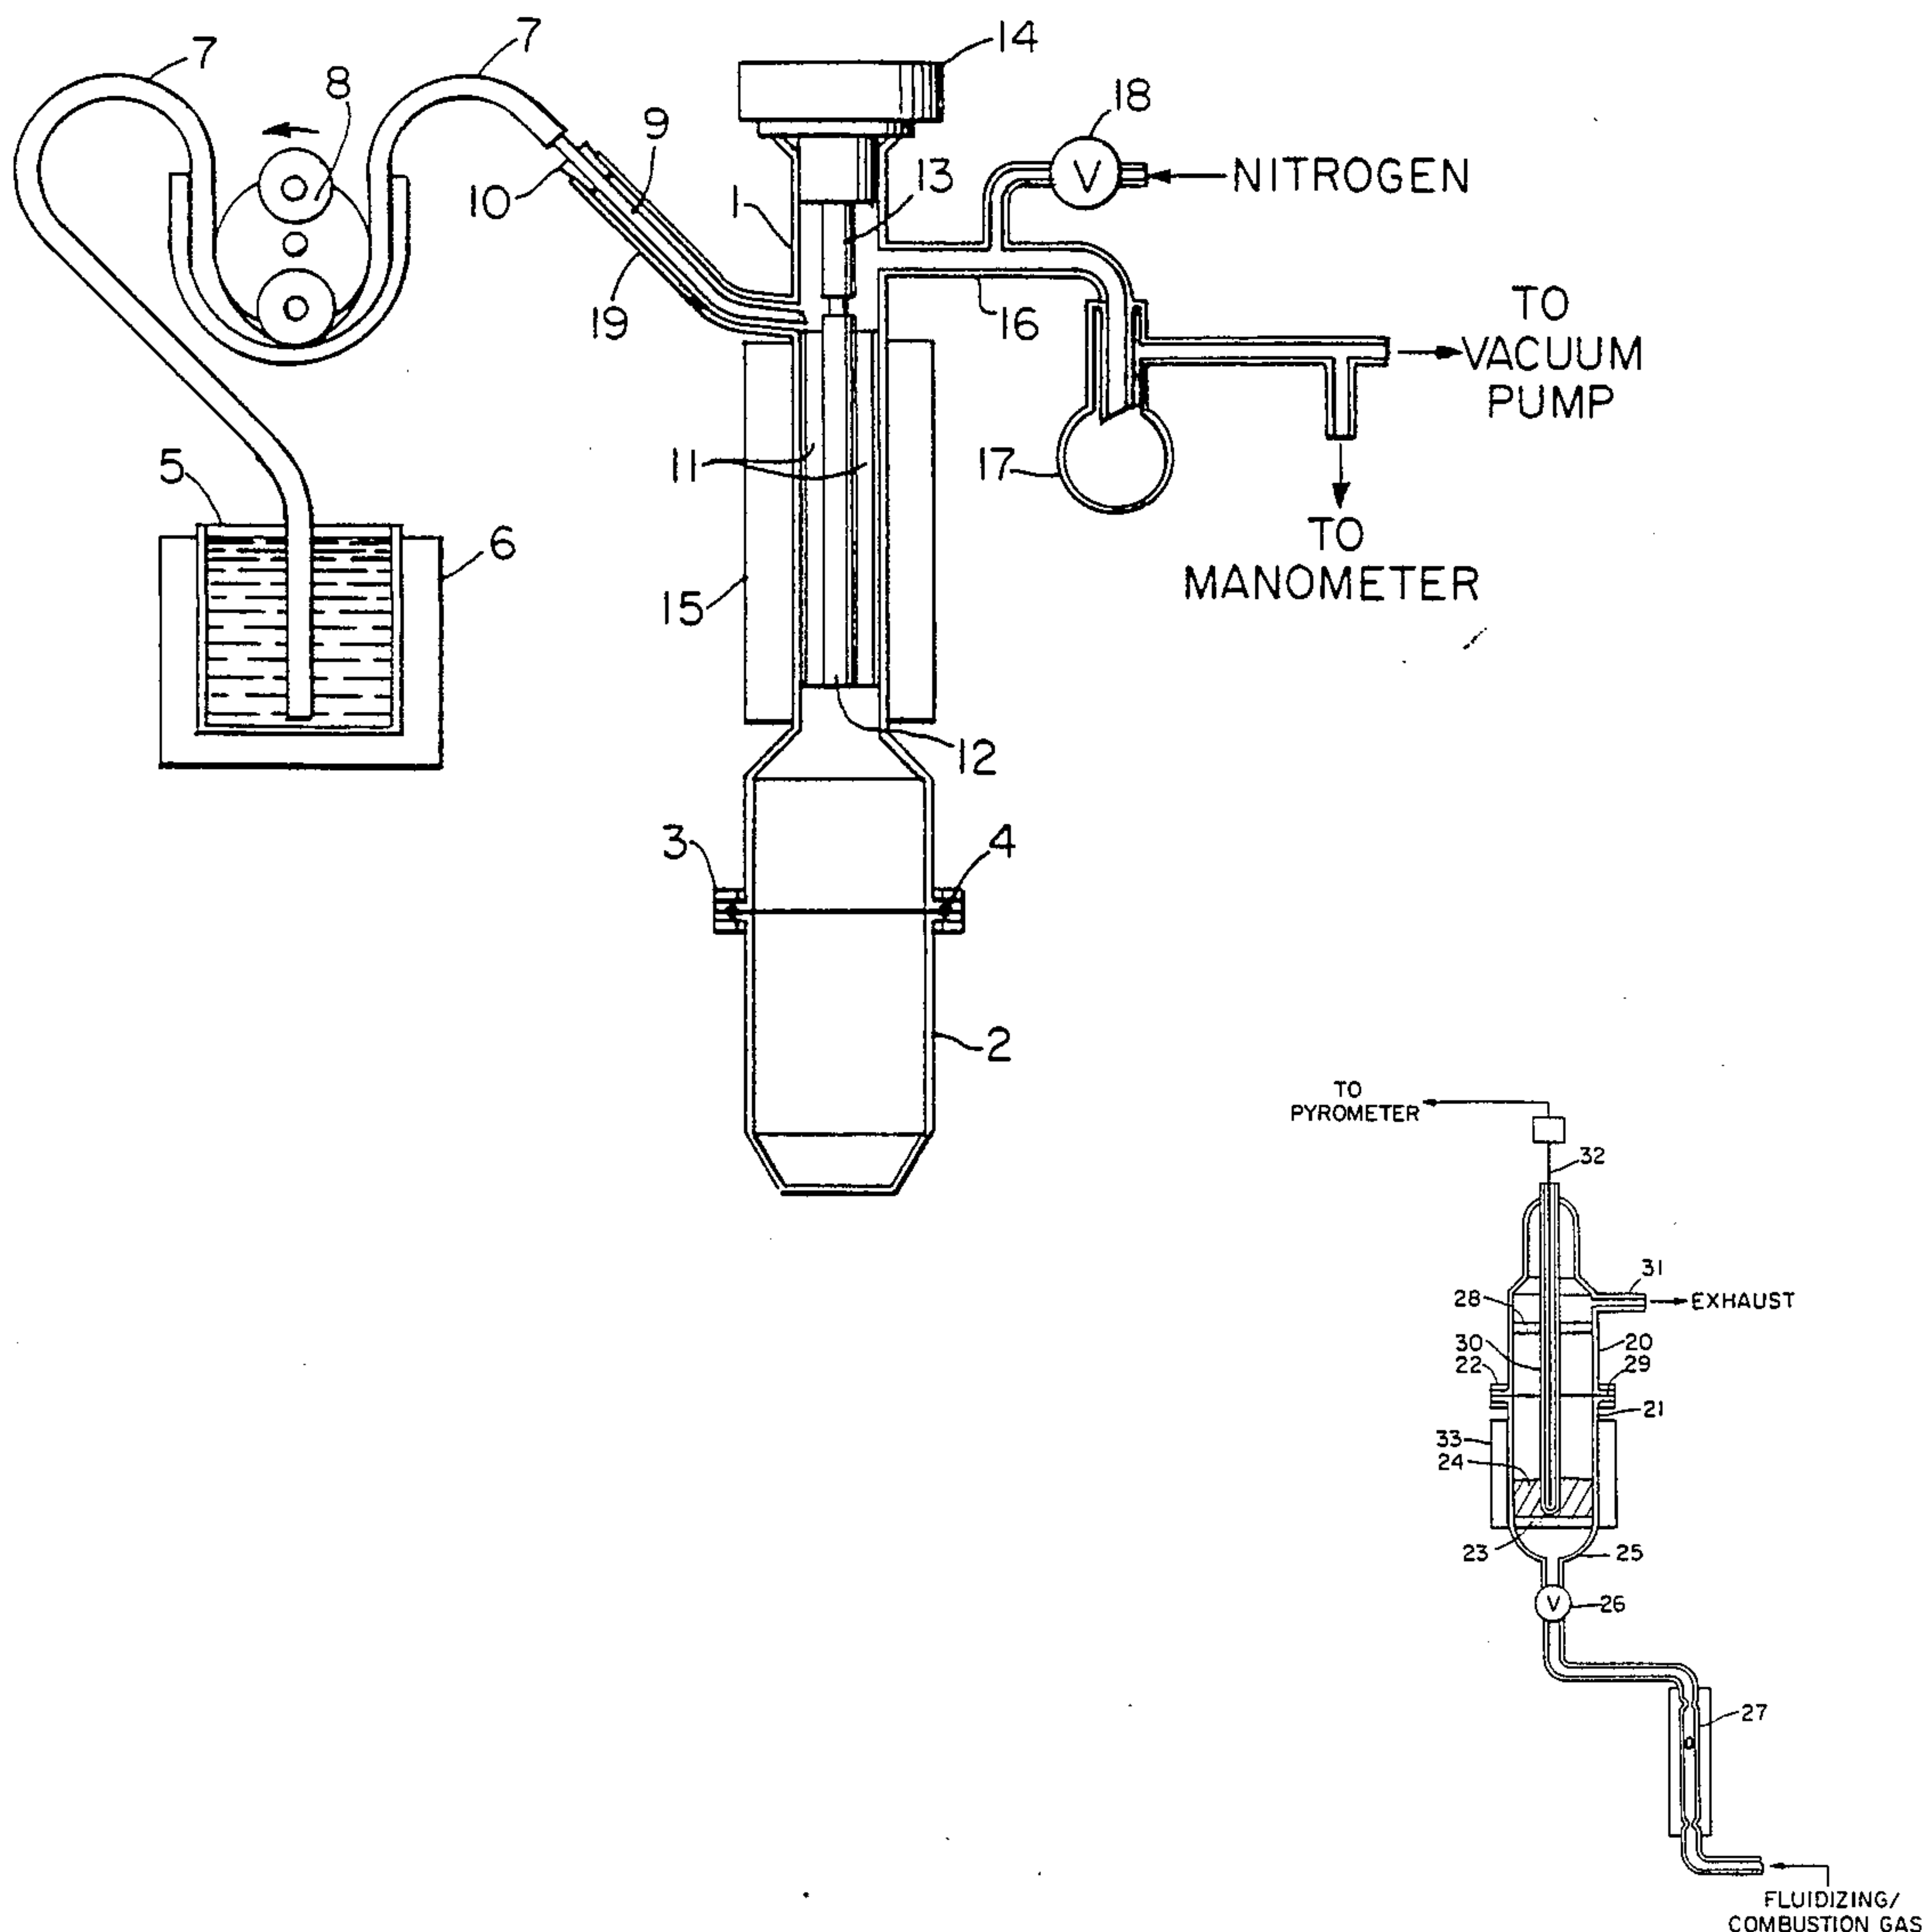 7
7
14
8
9
18
V
NITROGEN
13
10
1
19
16
TO
VACUUM
PUMP
5
11
17
6
TO
MANOMETER
15
12
3
4
2
TO
PYROMETER
32
31
28
EXHAUST
30
20
22
29
21
33
24
23
25
V
26
27
FLUIDIZING/
COMBUSTION GAS